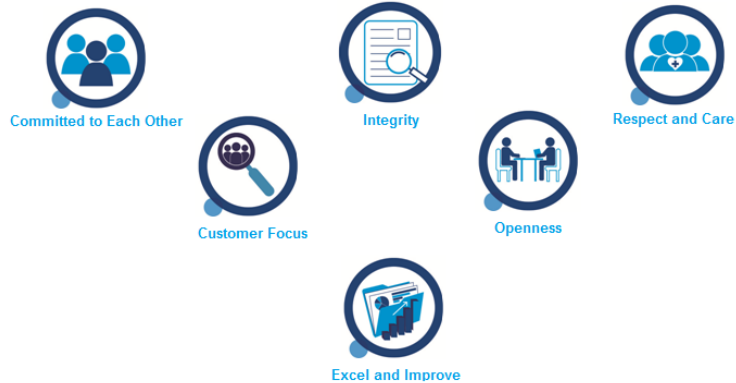 Committed to Each Other
Integrity
Respect and Care
Customer Focus
Openness
Excel and Improve